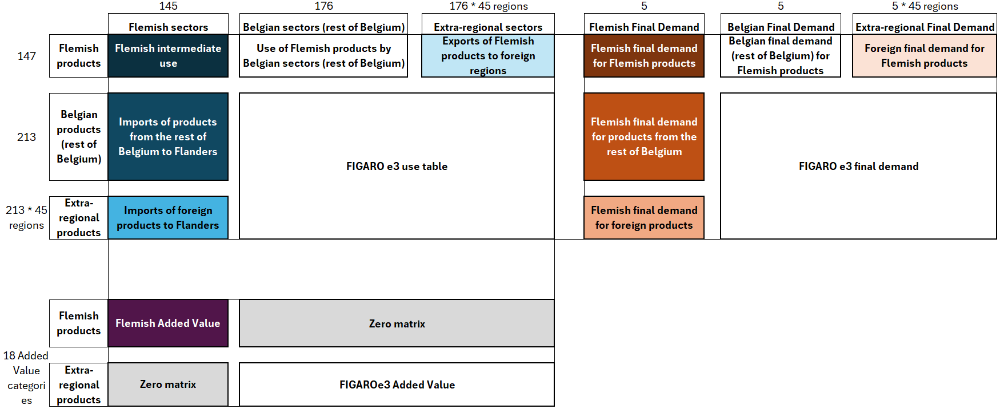 145
176
176 * 45 regions
5
5
5 * 45 regions
Flemish sectors
Belgian sectors (rest of Belgium)
Extra-regional sectors
Flemish Final Demand
Belgian Final Demand
Extra-regional Final Demand
147
Flemish
products
Flemish intermediate
use
Use of Flemish products by
Belgian sectors (rest of Belgium)
Exports of Flemish
products to foreign
regions
Flemish final demand
for Flemish products
Belgian final demand
(rest of Belgium) for
Flemish products
Foreign final demand for
Flemish products
213
Belgian
products
(rest of
Belgium)
Imports of products
from the rest of
Belgium to Flanders
FIGARO e3 use table
Flemish final demand
for products from the
rest of Belgium
FIGARO e3 final demand
213 * 45
regions
Extra-
regional
products
Imports of foreign
products to Flanders
Flemish final demand
for foreign products
Flemish
products
Flemish Added Value
Zero matrix
18 Added
Value
categori
es
Extra-
regional
products
Zero matrix
FIGAROe3 Added Value